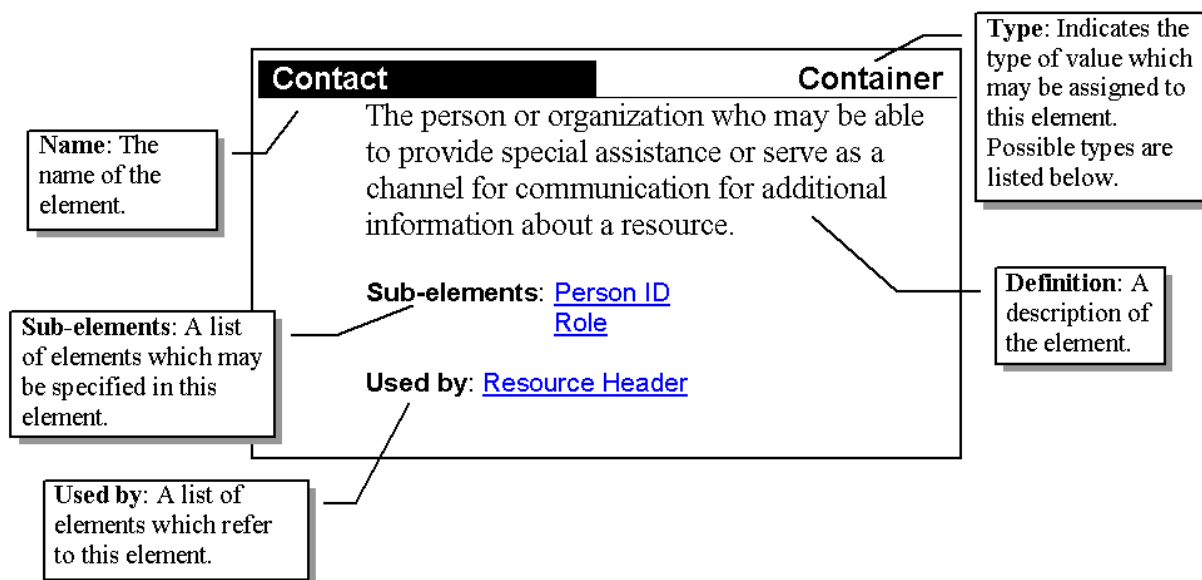 Contact
Container
The person or organization who may be able
to provide special assistance or serve as a
channel for communication for additional
information about a resource.
Sub-elements: Person ID
Role
Used by: Resource Header
Name: The
name of the
element.
Sub-elements: A list
of elements which may
be specified in this
element.
Used by: A list of
elements which refer
to this element.
Type: Indicates the
type of value which
may be assigned to
this element.
Possible types are
listed below.
Definition: A
description of
the element.